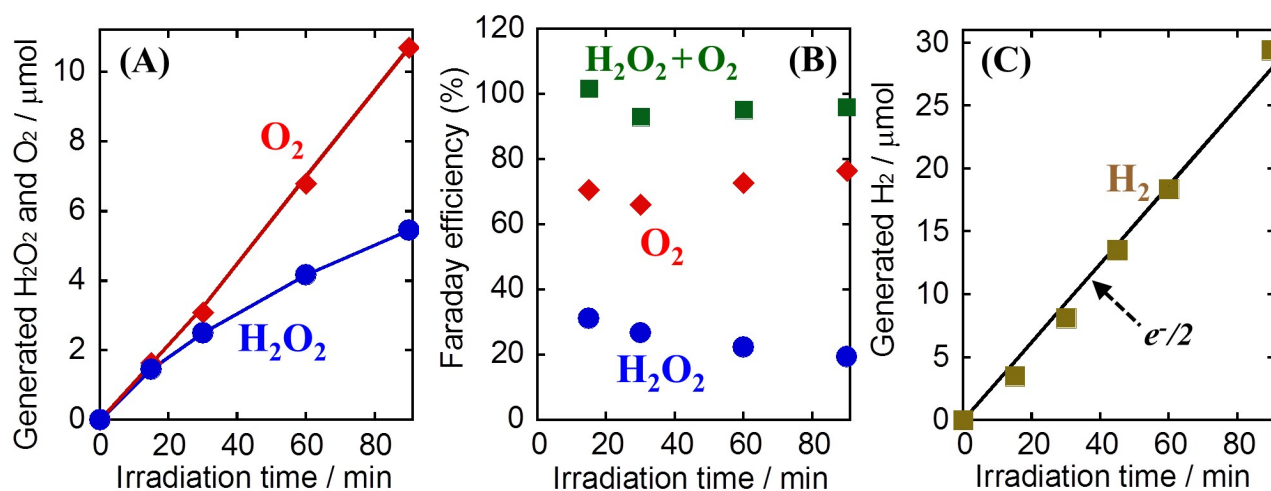 Generated H₂O₂ and O₂ / μmol
(A)
O₂
H₂O₂
10
8
6
4
2
0
0 20 40 60 80
Irradiation time / min
Faraday efficiency (%)
(B)
H₂O₂+O₂
O₂
H₂O₂
120
100
80
60
40
20
0
0 20 40 60 80
Irradiation time / min
Generated H₂ / μmol
(C)
H₂
e⁻/2
30
25
20
15
10
5
0
0 20 40 60 80
Irradiation time / min